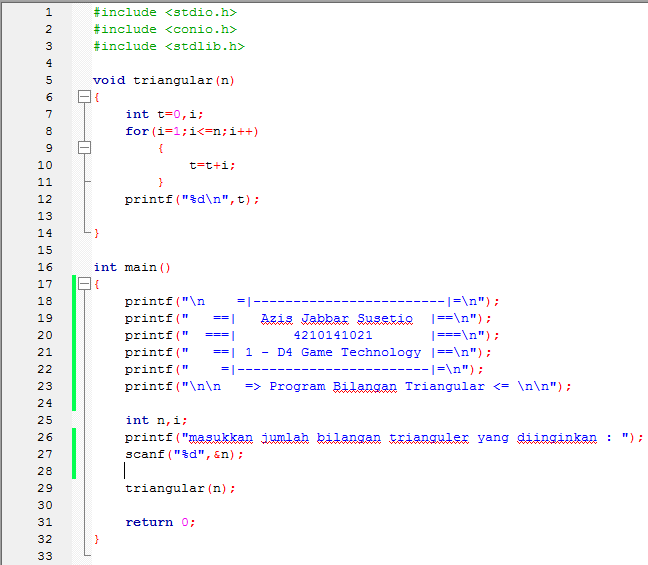 1 #include <stdio.h>
2 #include <conio.h>
3 #include <stdlib.h>
4
5 void triangular(n)
6 {
7     int t=0,i;
8     for(i=1;i<=n;i++)
9         {
10             t=t+i;
11         }
12     printf("%d\n",t);
13
14 }
15
16 int main()
17 {
18     printf("\n    =|------------------------|=\n");
19     printf("   ==|   Azis Jabbar Susetio  |==\n");
20     printf("  ===|       4210141021       |===\n");
21     printf("   ==| 1 - D4 Game Technology |==\n");
22     printf("    =|------------------------|=\n");
23     printf("\n\n   => Program Bilangan Triangular <= \n\n");
24
25     int n,i;
26     printf("masukkan jumlah bilangan trianguler yang diinginkan : ");
27     scanf("%d",&n);
28
29     triangular(n);
30
31     return 0;
32 }
33